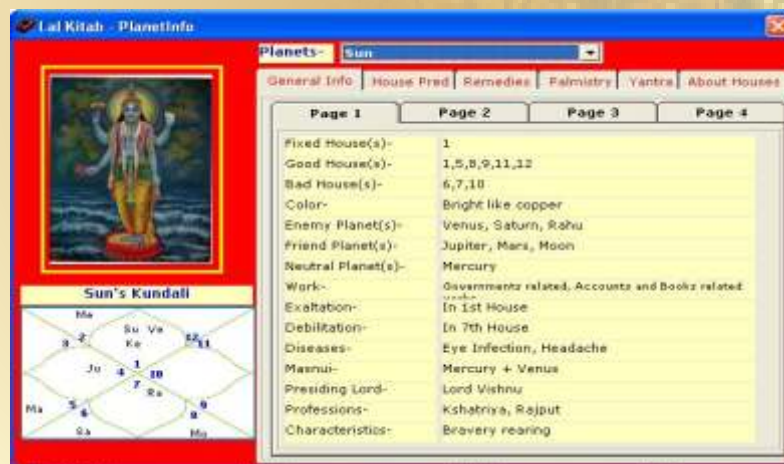 Lal Kitab - PlanetInfo
Planets- Sun
General Info House Pred Remedies Palmistry Yantra About Houses
Page 1 Page 2 Page 3 Page 4
Fixed House(s)- 1
Good House(s)- 1,5,8,9,11,12
Bad House(s)- 6,7,10
Color- Bright like copper
Enemy Planet(s)- Venus, Saturn, Rahu
Friend Planet(s)- Jupiter, Mars, Moon
Neutral Planet(s)- Mercury
Work- Governments related, Accounts and Books related
Exaltation- In 1st House
Debilitation- In 7th House
Diseases- Eye Infection, Headache
Masnui- Mercury + Venus
Presiding Lord- Lord Vishnu
Professions- Kshatriya, Rajput
Characteristics- Bravery rearing
Sun's Kundali
Me
Su Ve
3 2 Ke 12 11
Ju 4 1 10
7 Ra
Ma 5 6 9 8
Sa Mo